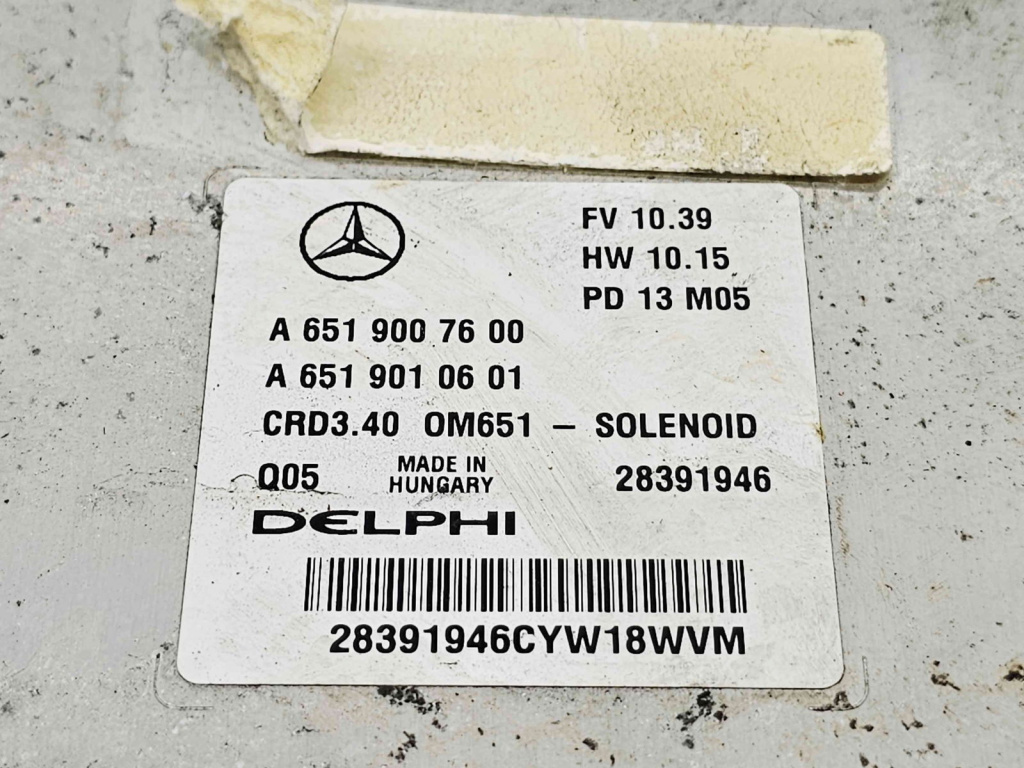 FV 10.39
HW 10.15
PD 13 M05
A 651 900 76 00
A 651 901 06 01
CRD3.40 OM651 – SOLENOID
Q05 MADE IN HUNGARY 28391946
DELPHI
28391946CYW18WVM